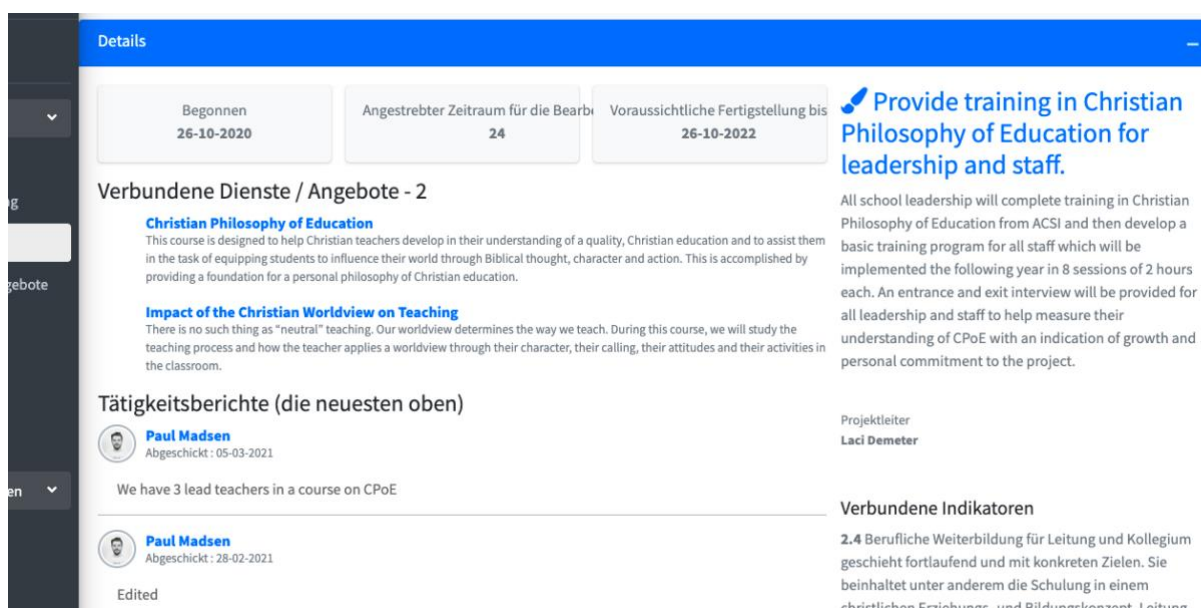 Details
Begonnen
26-10-2020
Angestrebter Zeitraum für die
24
Voraussichtliche Fertigstellung bis
26-10-2022
Verbundene Dienste / Angebote - 2
Christian Philosophy of Education
This course is designed to help Christian teachers develop in their understanding of a quality, Christian education and to assist them
in the task of equipping students to influence their world through Biblical thought, character and action. This is accomplished by
providing a foundation for a personal philosophy of Christian education.
Impact of the Christian Worldview on Teaching
There is no such thing as “neutral” teaching. Our worldview determines the way we teach. During this course, we will study the
teaching process and how the teacher applies a worldview through their character, their calling, their attitudes and their activities in
the classroom.
Tätigkeitsberichte (die neuesten oben)
Paul Madsen
Abgeschickt : 05-03-2021
We have 3 lead teachers in a course on CPoE
Paul Madsen
Abgeschickt : 28-02-2021
Edited
Provide training in Christian
Philosophy of Education for
leadership and staff.
All school leadership will complete training in Christian
Philosophy of Education from ACSI and then develop a
basic training program for all staff which will be
implemented the following year in 8 sessions of 2 hours
each. An entrance and exit interview will be provided for
all leadership and staff to help measure their
understanding of CPoE with an indication of growth and
personal commitment to the project.
Projektleiter
Laci Demeter
Verbundene Indikatoren
2.4 Berufliche Weiterbildung für Leitung und Kollegium
geschieht fortlaufend und mit konkreten Zielen. Sie
beinhaltet unter anderem die Schulung in einem
christlichen Erziehungs- und Bildungskonzept. Leitung